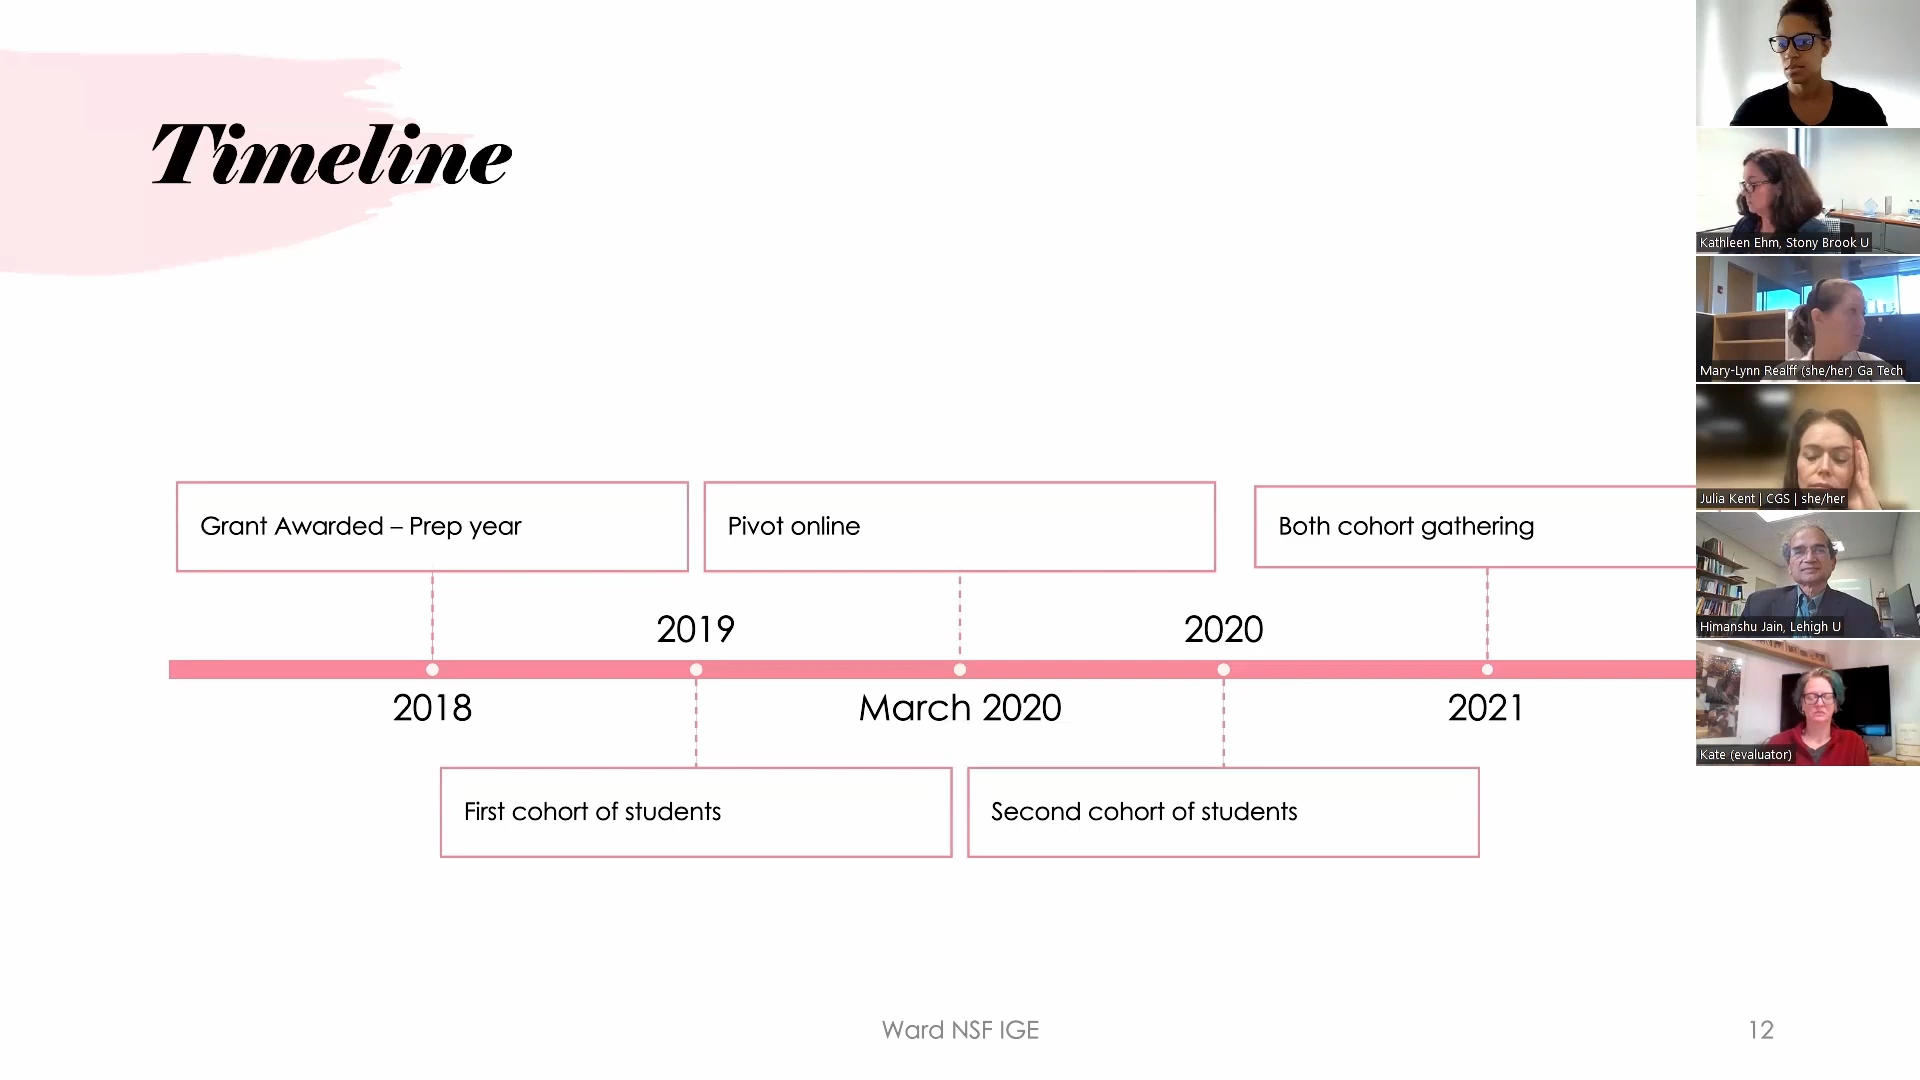 Timeline
Grant Awarded – Prep year
Pivot online
Both cohort gathering
2019
2020
2018
March 2020
2021
First cohort of students
Second cohort of students
Ward NSF IGE
12
Kathleen Ehm, Stony Brook U
Mary-Lynn Realff (she/her) Ga Tech
Julia Kent | CGS | she/her
Himanshu Jain, Lehigh U
Kate (evaluator)